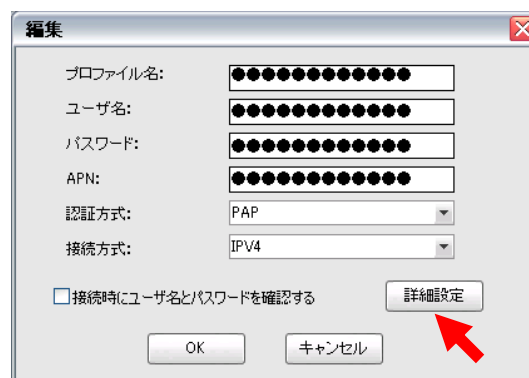 編集
プロファイル名: ●●●●●●●●●●●●
ユーザ名: ●●●●●●●●●●●●
パスワード: ●●●●●●●●●●●●
APN: ●●●●●●●●●●●●
認証方式: PAP
接続方式: IPV4
接続時にユーザ名とパスワードを確認する 詳細設定
OK キャンセル